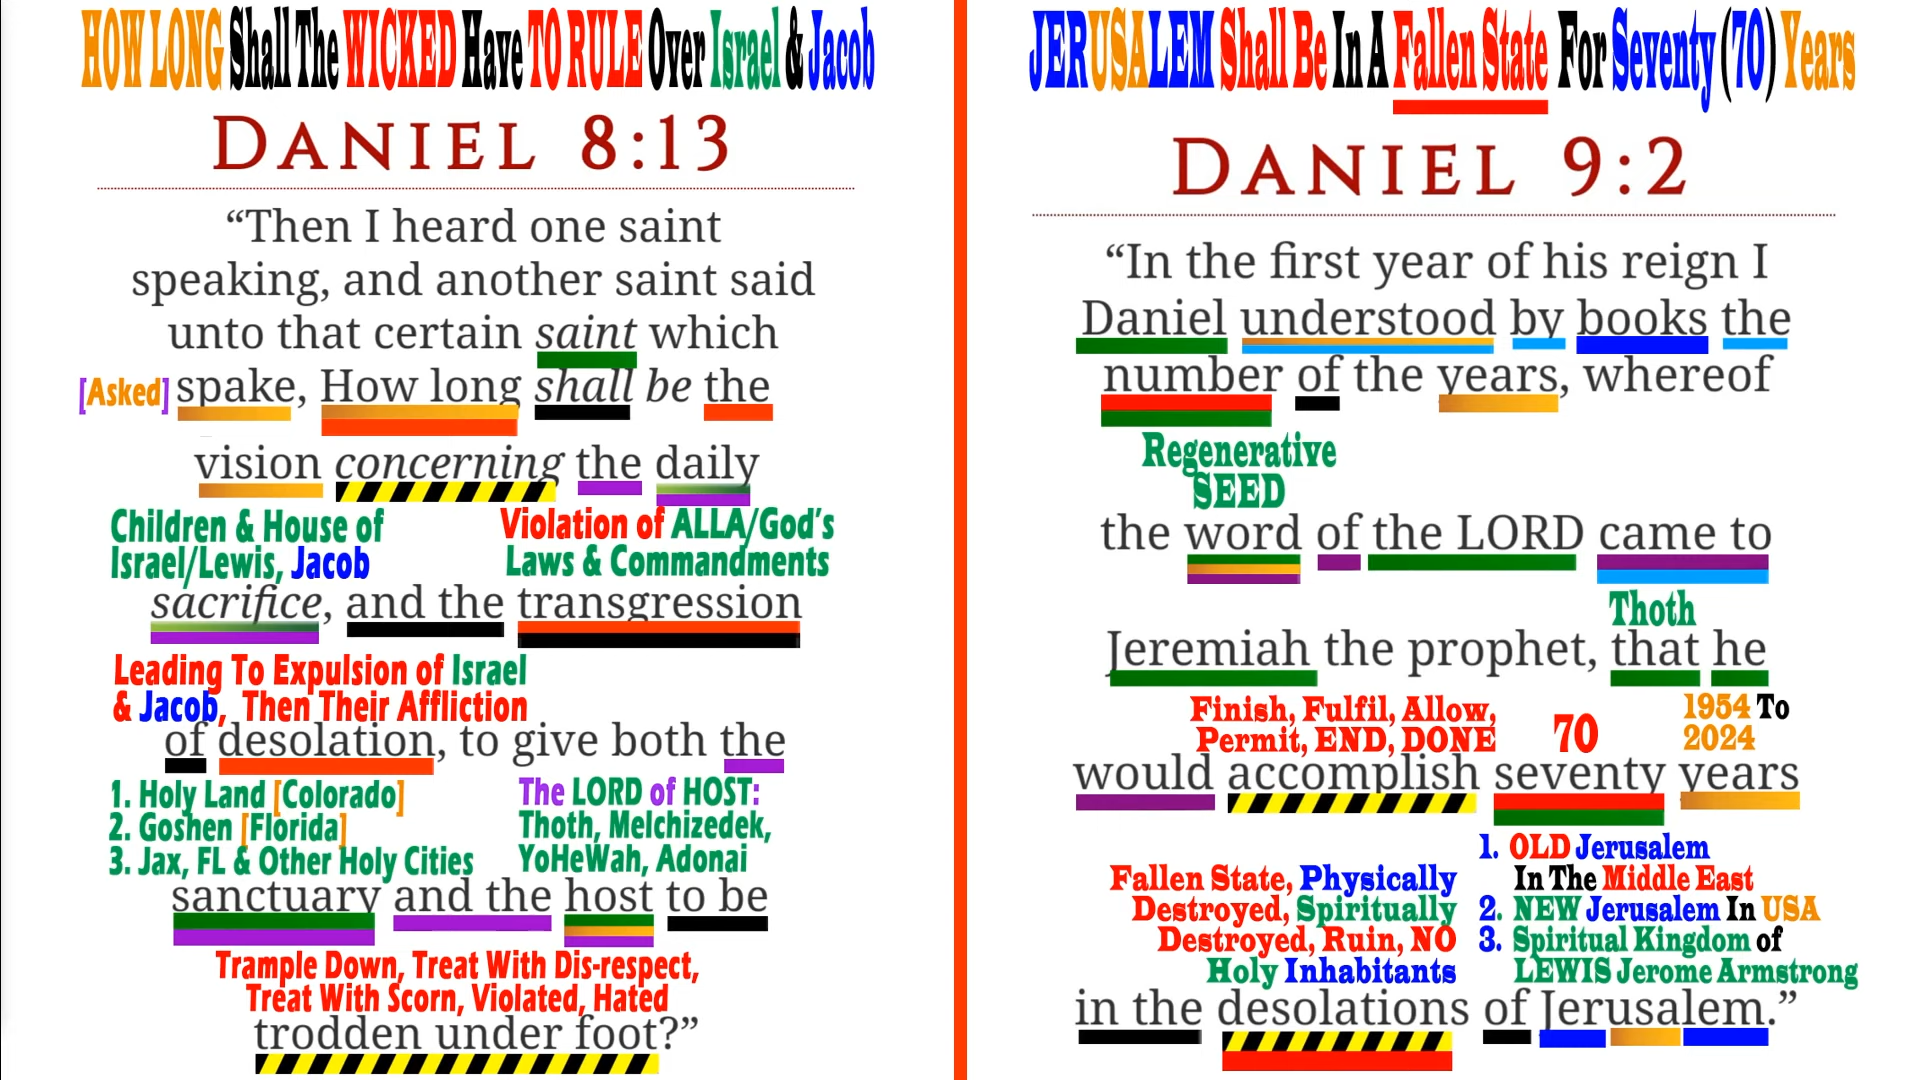 HOW LONG Shall The WICKED Have TO RULE Over Israel & Jacob
DANIEL 8:13
“Then I heard one saint
speaking, and another saint said
unto that certain saint which
[Asked] spake, How long shall be the
vision concerning the daily
Children & House of
Israel/Lewis, Jacob
Violation of ALLA/God's
Laws & Commandments
sacrifice, and the transgression
Leading To Expulsion of Israel
& Jacob, Then Their Affliction
of desolation, to give both the
1. Holy Land [Colorado]
2. Goshen [Florida]
3. Jax, FL & Other Holy Cities
The LORD of HOST:
Thoth, Melchizedek,
YoHeWah, Adonai
sanctuary and the host to be
Trample Down, Treat With Dis-respect,
Treat With Scorn, Violated, Hated
trodden under foot?”
JERUSALEM Shall Be In A Fallen State For Seventy (70) Years
DANIEL 9:2
“In the first year of his reign I
Daniel understood by books the
number of the years, whereof
Regenerative
SEED
the word of the LORD came to
Thoth
Jeremiah the prophet, that he
Finish, Fulfil, Allow,
Permit, END, DONE
70
1954 To
2024
would accomplish seventy years
Fallen State, Physically
Destroyed, Spiritually
Destroyed, Ruin, NO
Holy Inhabitants
1. OLD Jerusalem
In The Middle East
2. NEW Jerusalem In USA
3. Spiritual Kingdom of
LEWIS Jerome Armstrong
in the desolations of Jerusalem.”